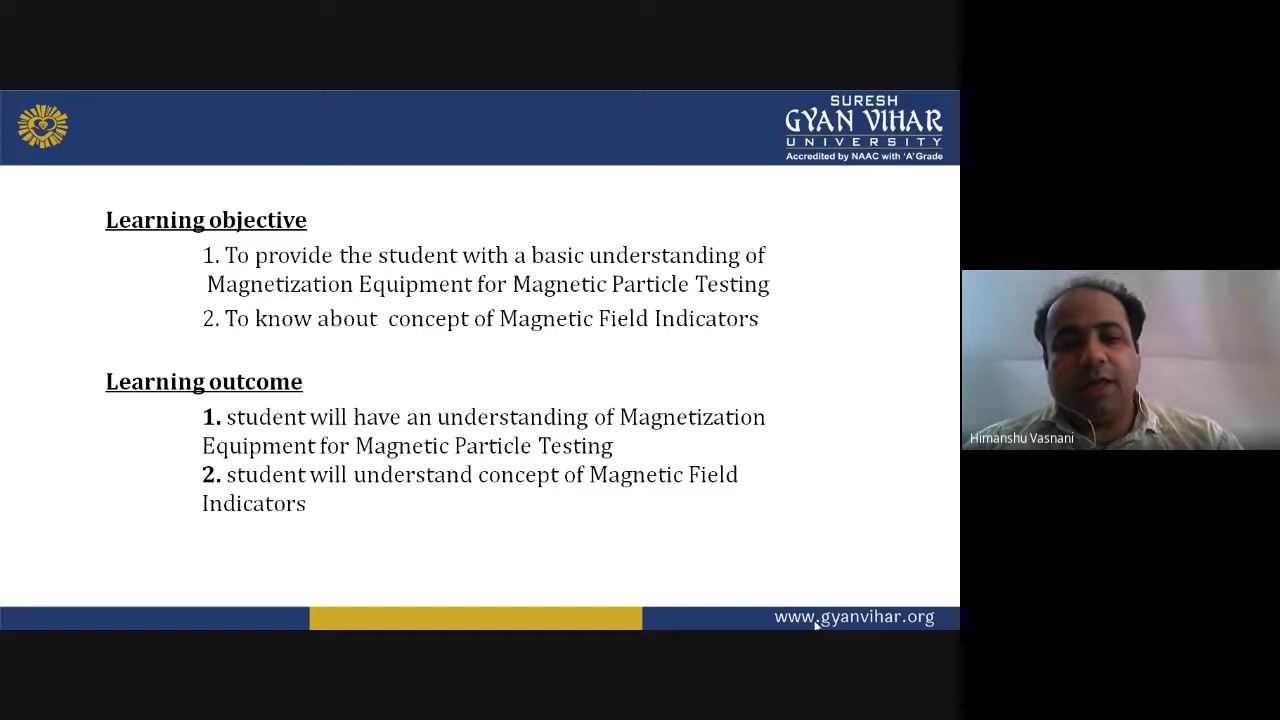 SURESH
GYAN VIHAR
UNIVERSITY
Accredited by NAAC with 'A' Grade
Learning objective
1. To provide the student with a basic understanding of
Magnetization Equipment for Magnetic Particle Testing
2. To know about concept of Magnetic Field Indicators
Learning outcome
1. student will have an understanding of Magnetization
Equipment for Magnetic Particle Testing
2. student will understand concept of Magnetic Field
Indicators
www.gyanvihar.org
Himanshu Vasnani